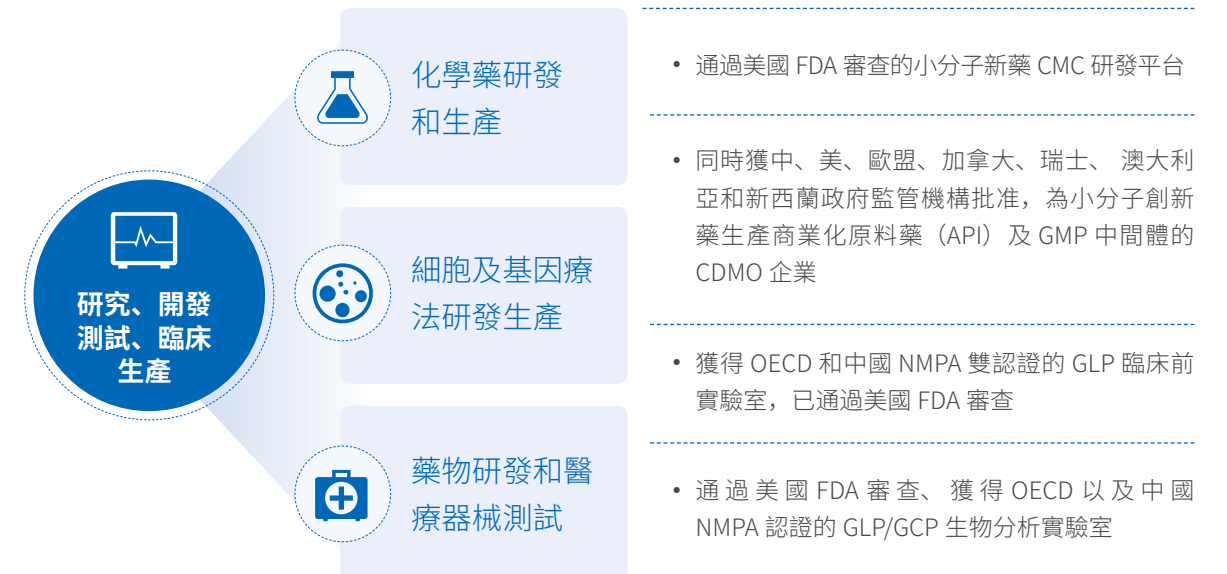 研究、開發
測試、臨床
生產
化學藥研發
和生產
細胞及基因療
法研發生產
藥物研發和醫
療器械測試
• 通過美國 FDA 審查的小分子新藥 CMC 研發平台
• 同時獲中、美、歐盟、加拿大、瑞士、 澳大利
亞和新西蘭政府監管機構批准，為小分子創新
藥生產商業化原料藥（API）及 GMP 中間體的
CDMO 企業
• 獲得 OECD 和中國 NMPA 雙認證的 GLP 臨床前
實驗室，已通過美國 FDA 審查
• 通過美國 FDA 審查、 獲得 OECD 以及中國
NMPA 認證的 GLP/GCP 生物分析實驗室